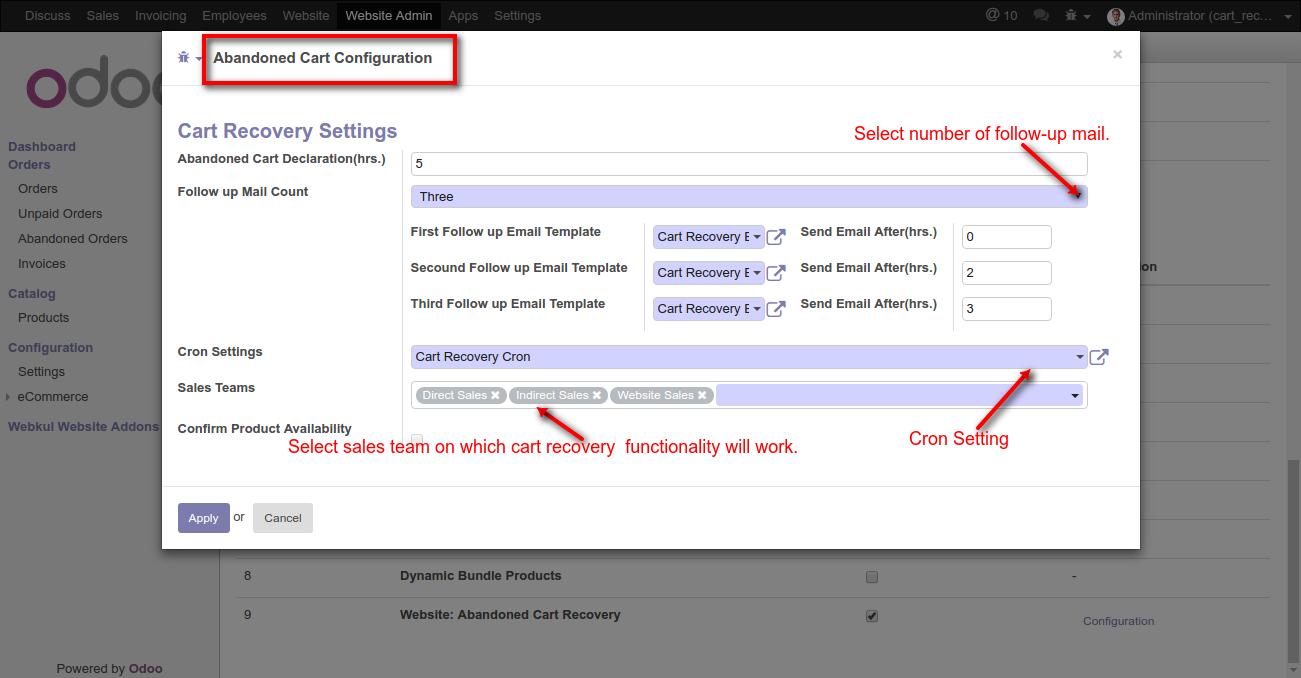 Discuss Sales Invoicing Employees Website Website Admin Apps Settings @ 10 Administrator (cart_rec...
odoo
Abandoned Cart Configuration ×
Dashboard
Orders
Orders
Unpaid Orders
Abandoned Orders
Invoices
Catalog
Products
Configuration
Settings
eCommerce
Webkul Website Addons
Powered by Odoo
Cart Recovery Settings
Select number of follow-up mail.
Abandoned Cart Declaration(hrs.) 5
Follow up Mail Count Three
First Follow up Email Template Cart Recovery E Send Email After(hrs.) 0
Secound Follow up Email Template Cart Recovery E Send Email After(hrs.) 2
Third Follow up Email Template Cart Recovery E Send Email After(hrs.) 3
Cron Settings Cart Recovery Cron
Sales Teams Direct Sales × Indirect Sales × Website Sales ×
Confirm Product Availability
Cron Setting
Select sales team on which cart recovery functionality will work.
Apply or Cancel
8 Dynamic Bundle Products -
9 Website: Abandoned Cart Recovery Configuration